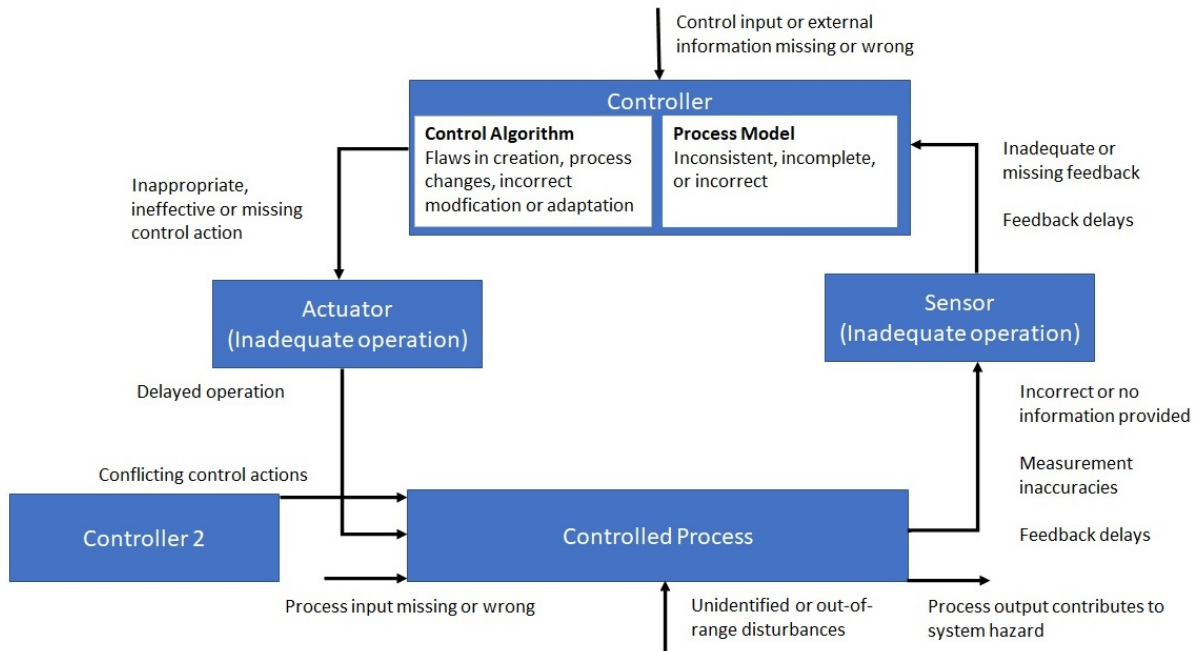 Control input or external
information missing or wrong
Controller
Control Algorithm
Flaws in creation, process
changes, incorrect
modfication or adaptation
Process Model
Inconsistent, incomplete,
or incorrect
Inappropriate,
ineffective or missing
control action
Inadequate or
missing feedback
Feedback delays
Actuator
(Inadequate operation)
Sensor
(Inadequate operation)
Delayed operation
Incorrect or no
information provided
Measurement
inaccuracies
Feedback delays
Conflicting control actions
Controller 2
Controlled Process
Process input missing or wrong
Unidentified or out-of-
range disturbances
Process output contributes to
system hazard